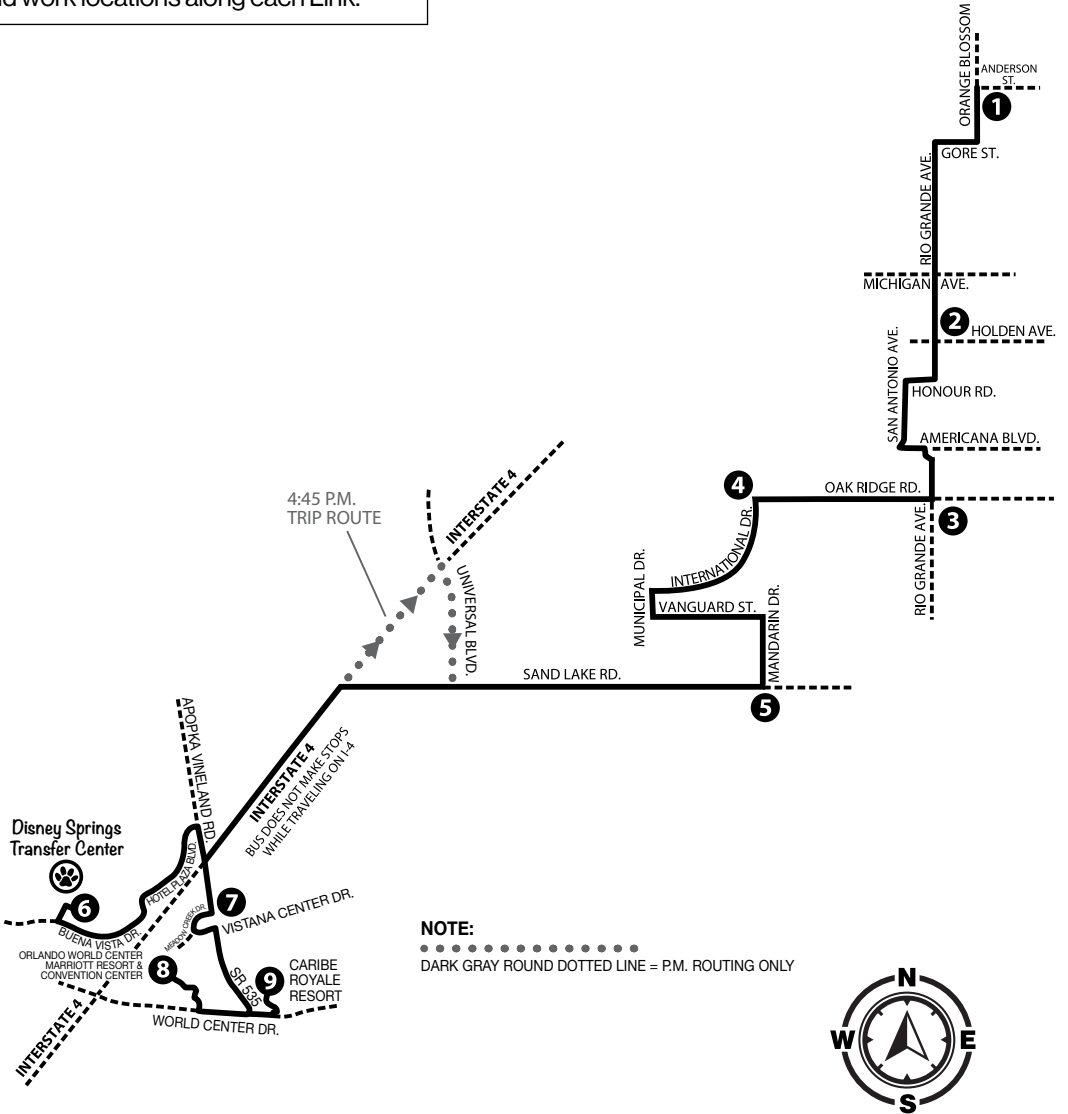 d work locations along each Link.
ORANGE BLOSSOM
ANDERSON
ST.
1
GORE ST.
RIO GRANDE AVE.
MICHIGAN AVE.
2
HOLDEN AVE.
SAN ANTONIO AVE.
HONOUR RD.
AMERICANA BLVD.
4
OAK RIDGE RD.
3
RIO GRANDE AVE.
INTERNATIONAL DR.
MUNICIPAL DR.
VANGUARD ST.
MANDARIN DR.
4:45 P.M.
TRIP ROUTE
INTERSTATE 4
UNIVERSAL BLVD.
SAND LAKE RD.
5
INTERSTATE 4
BUS DOES NOT MAKE STOPS
WHILE TRAVELING ON I-4
APOPKA VINELAND RD.
Disney Springs
Transfer Center
HOTEL PLAZA BLVD.
6
BUENA VISTA DR.
7
MEADOW CREEK DR.
VISTANA CENTER DR.
ORLANDO WORLD CENTER
MARRIOTT RESORT &
CONVENTION CENTER
8
SR 535
9
CARIBE
ROYALE
RESORT
WORLD CENTER DR.
INTERSTATE 4
NOTE:
DARK GRAY ROUND DOTTED LINE = P.M. ROUTING ONLY
N
W
E
S